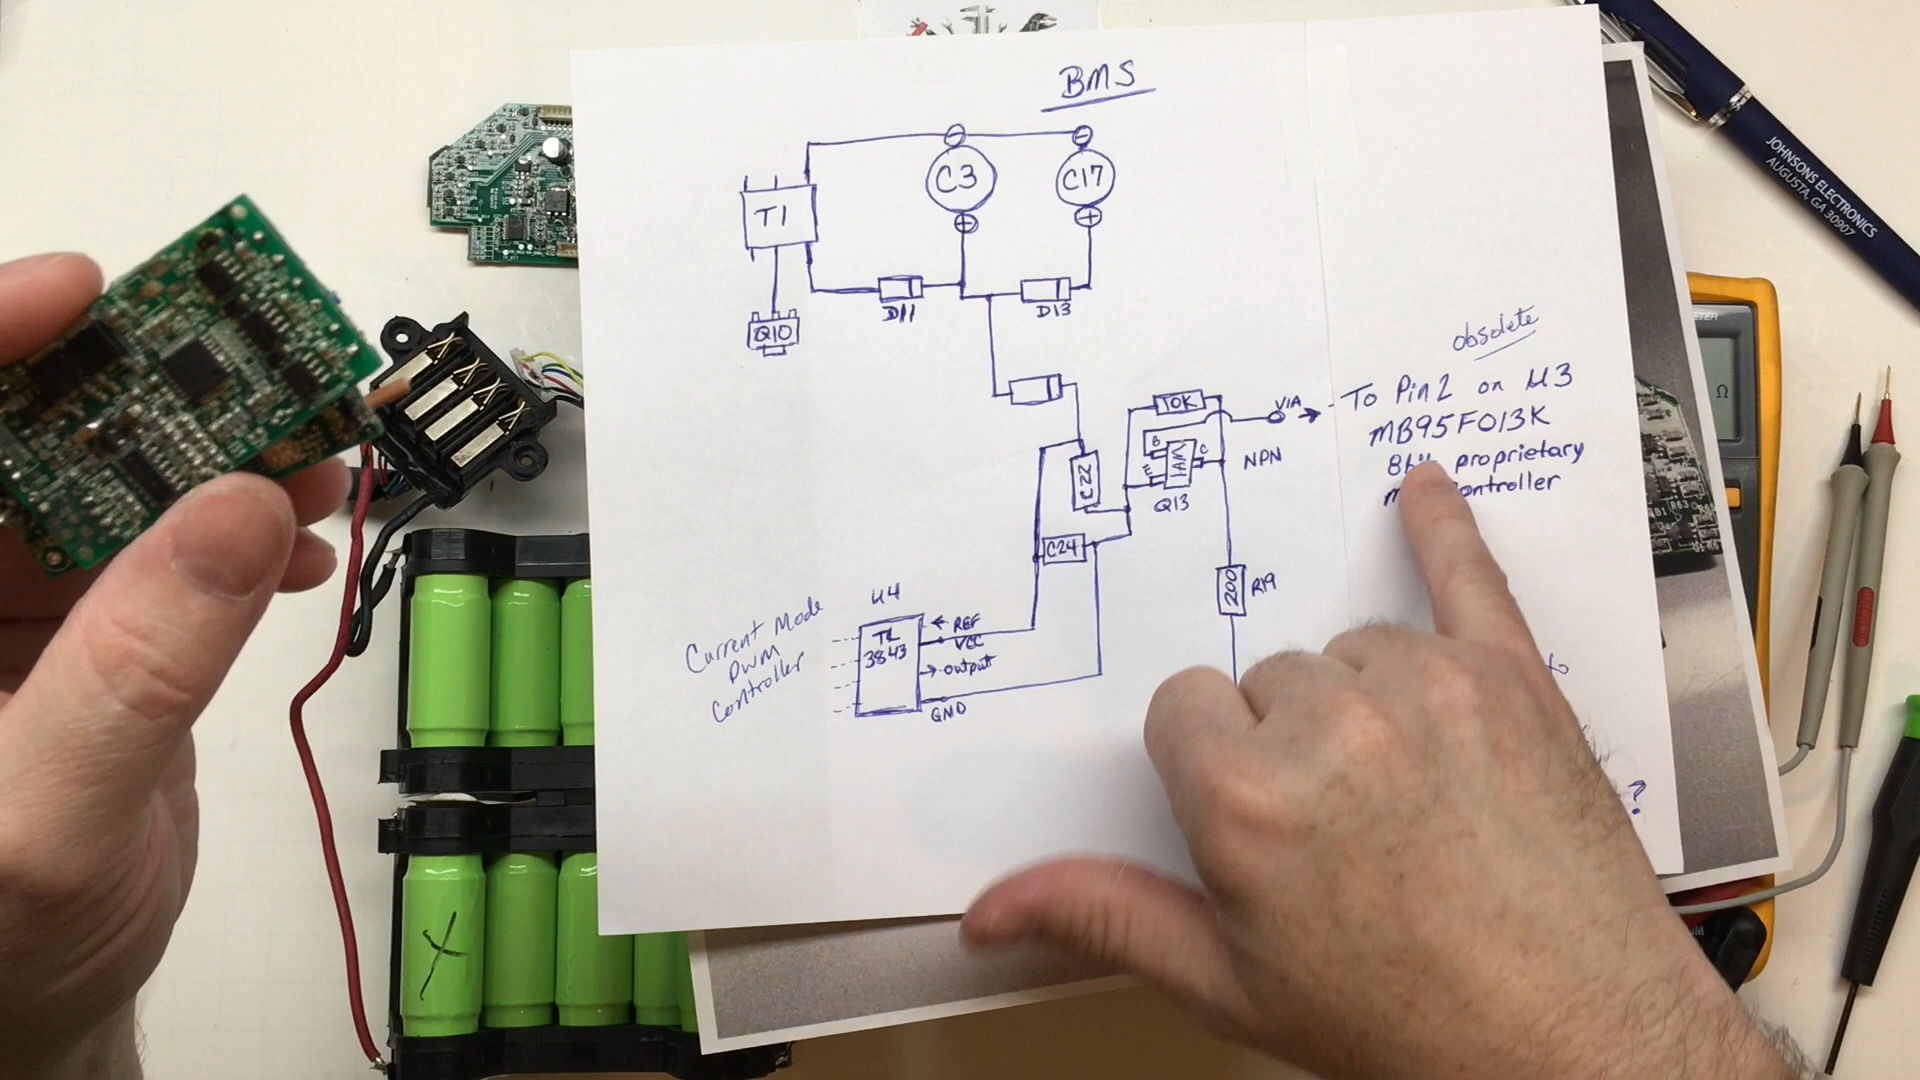 BMS
C3
C17
T1
D11
D13
Q10
obsolete
To Pin 2 on U3
MB95F013K
proprietary
10K
VIA
B
E
C
1AM
NPN
Q13
C22
C24
200
R19
U4
TL
3843
← REF
VCC
→ output
GND
Current Mode
PWM
Controller
?
JOHNSONS ELECTRONICS
AUGUSTA, GA 30907
Ω